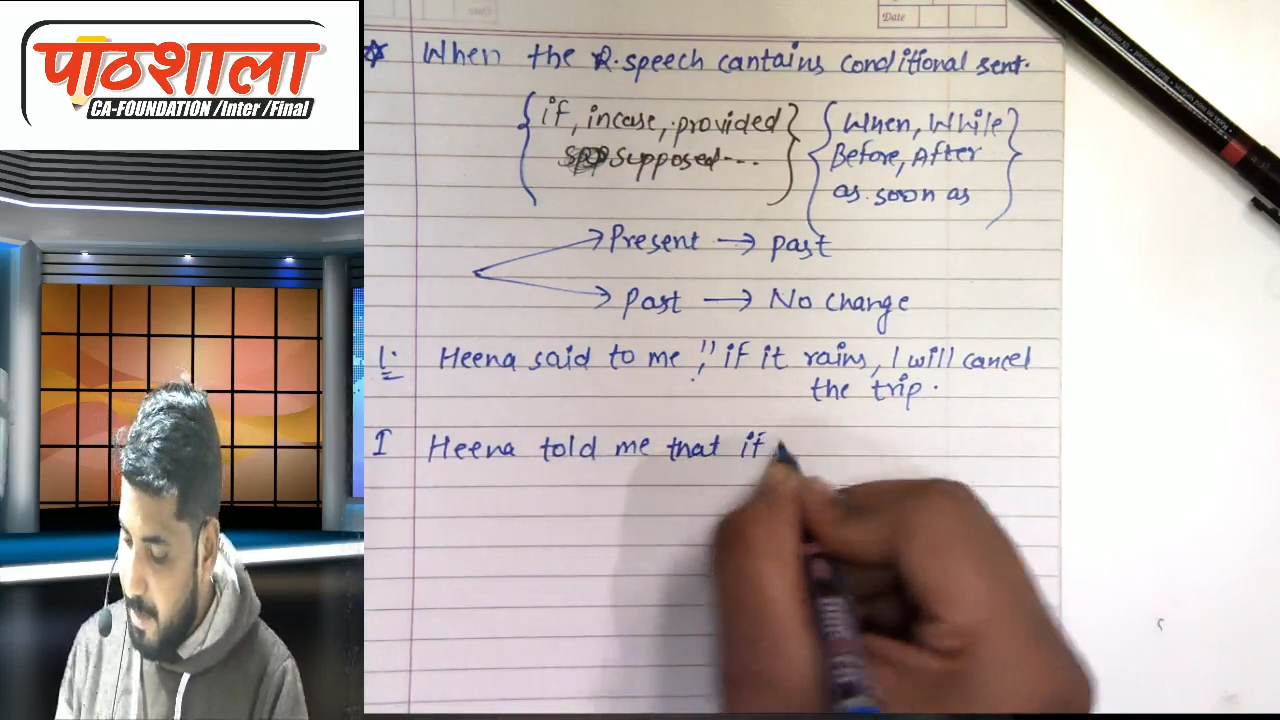 पाठशाला
CA-FOUNDATION /Inter /Final
Date
☆ When the R. speech cantains conditional sent.
{ if, incase, provided supposed... } { When, While Before, After as soon as }
→ Present → past
→ past → No change
1. Heena said to me, "if it rains, I will cancel
the trip.
I Heena told me that if